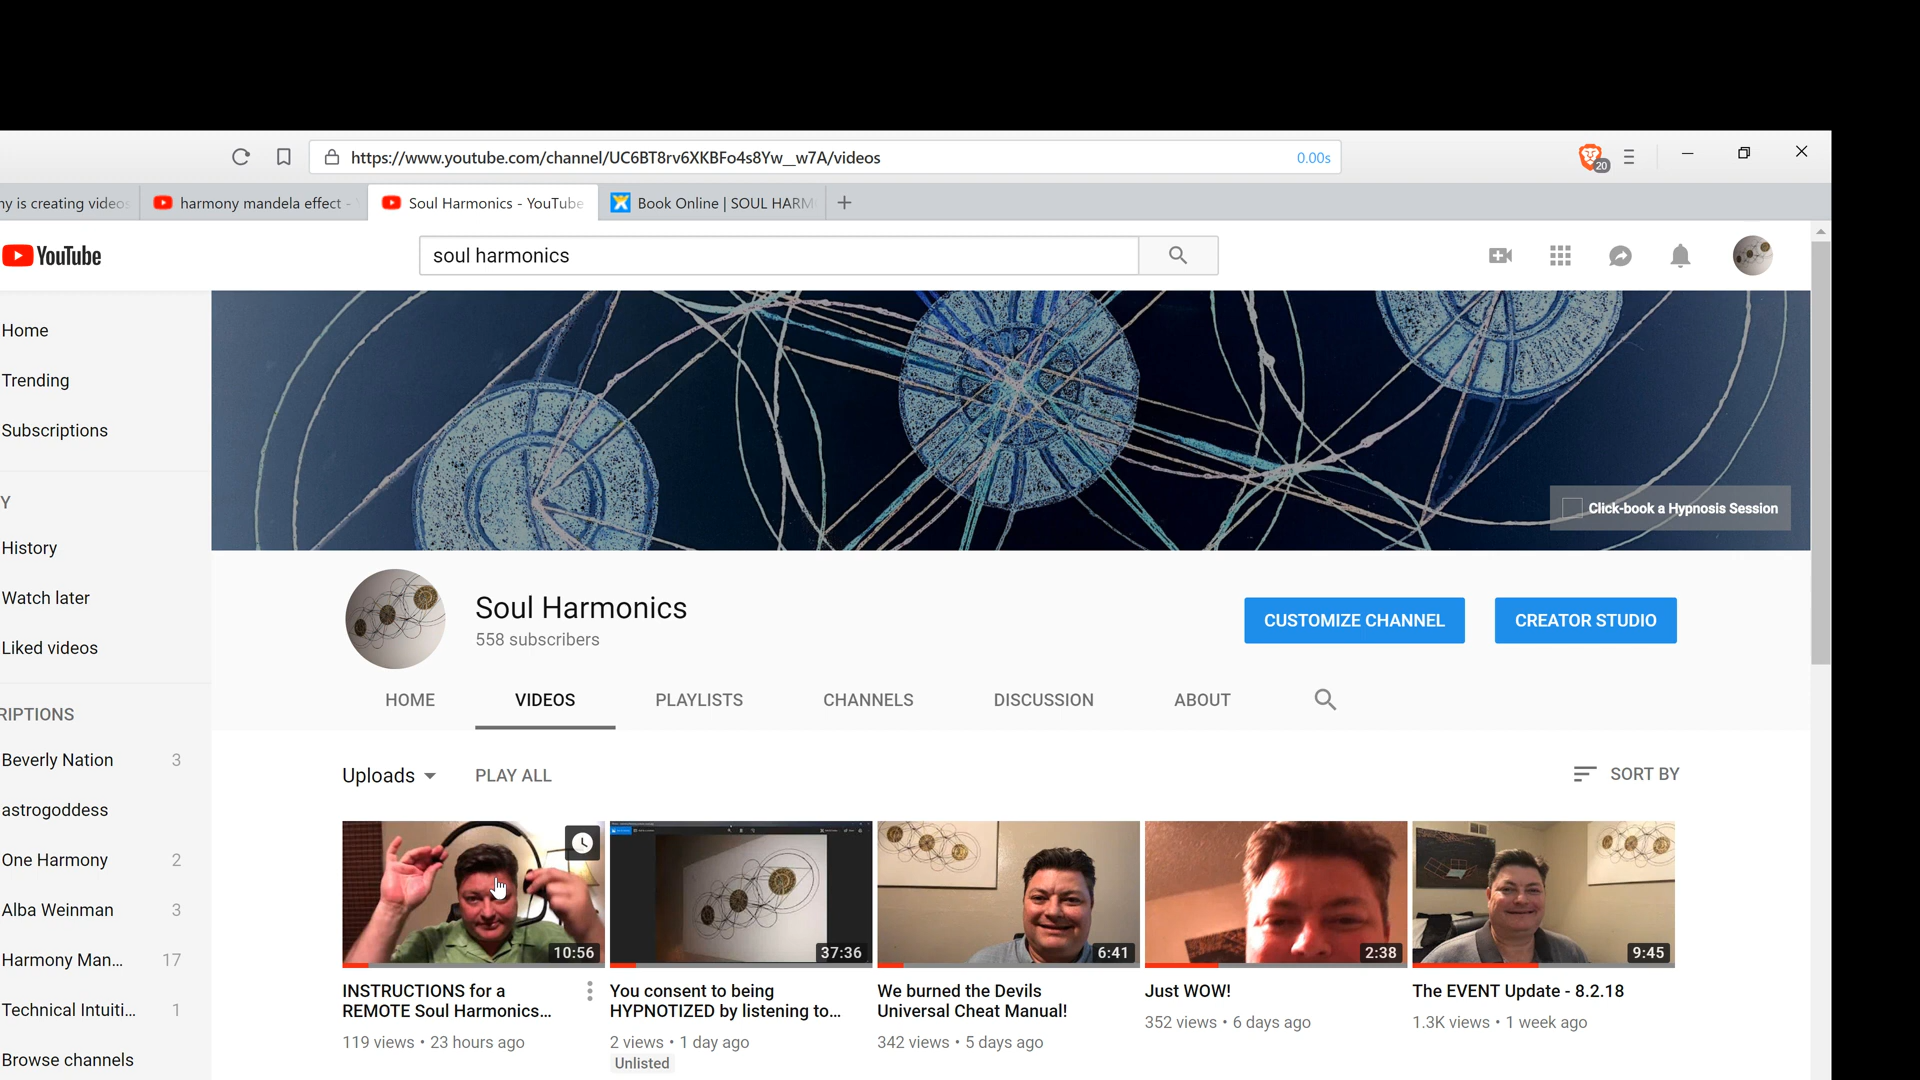 https://www.youtube.com/channel/UC6BT8rv6XKBFo4s8Yw__w7A/videos
0.00s
20
ny is creating videos
harmony mandela effect -
Soul Harmonics - YouTube
Book Online | SOUL HARM
YouTube
soul harmonics
Home
Trending
Subscriptions
Y
History
Watch later
Liked videos
RIPTIONS
Beverly Nation 3
astrogoddess
One Harmony 2
Alba Weinman 3
Harmony Man... 17
Technical Intuiti... 1
Browse channels
Click-book a Hypnosis Session
Soul Harmonics
558 subscribers
CUSTOMIZE CHANNEL
CREATOR STUDIO
HOME
VIDEOS
PLAYLISTS
CHANNELS
DISCUSSION
ABOUT
Uploads
PLAY ALL
SORT BY
10:56
INSTRUCTIONS for a
REMOTE Soul Harmonics...
119 views • 23 hours ago
37:36
You consent to being
HYPNOTIZED by listening to...
2 views • 1 day ago
Unlisted
6:41
We burned the Devils
Universal Cheat Manual!
342 views • 5 days ago
2:38
Just WOW!
352 views • 6 days ago
9:45
The EVENT Update - 8.2.18
1.3K views • 1 week ago